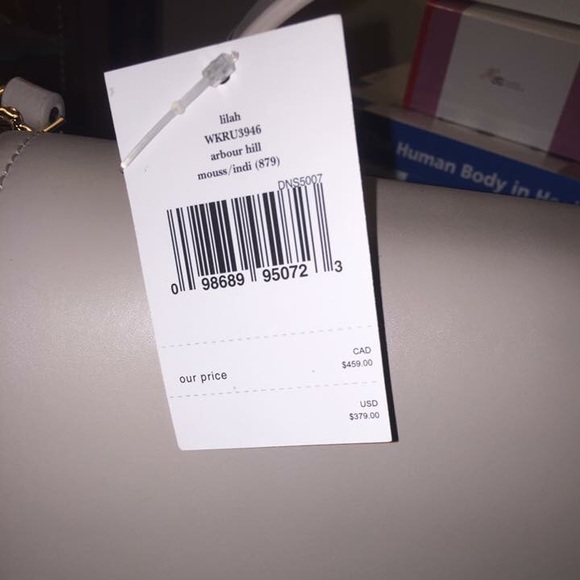 lilah
WKRU3946
arbour hill
mouss/indi (879)
DNS5007
0 98689 95072 3
our price
CAD
$459.00
USD
$379.00
Human Body in